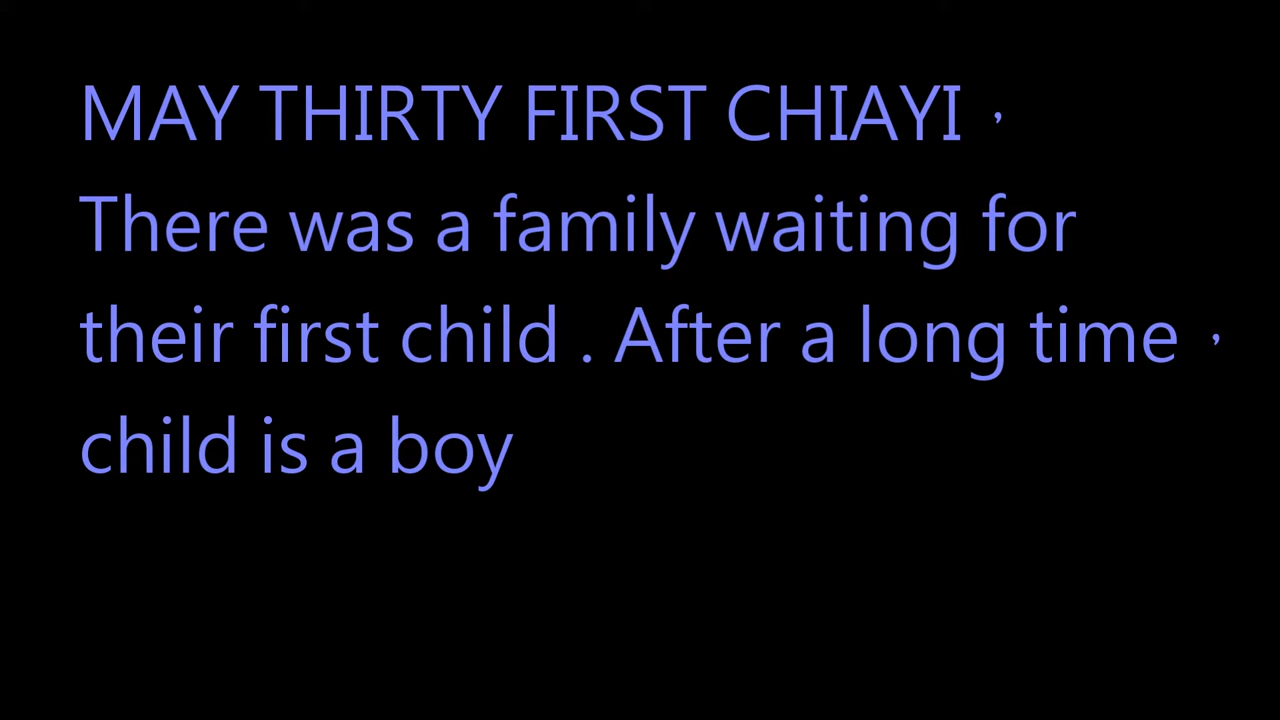 MAY THIRTY FIRST CHIAYI，
There was a family waiting for
their first child . After a long time，
child is a boy